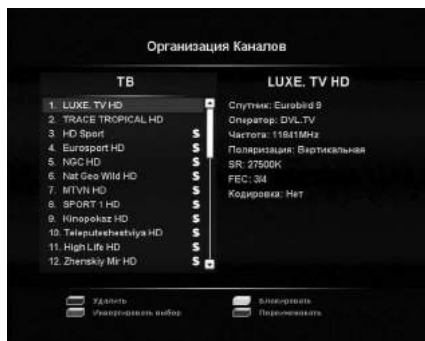 Организация Каналов
ТВ
1. LUXE. TV HD
2. TRACE TROPICAL HD
3 HD Sport S
4. Eurosport HD S
5. NGC HD S
6. Nat Geo Wild HD S
7. MTVN HD S
8. SPORT 1 HD S
9. Kinopokaz HD S
10. Teleputeshestviya HD S
11. High Life HD S
12. Zhenskiy Mir HD S
LUXE. TV HD
Спутник: Eurobird 9
Оператор: DVL.TV
Частота: 11841MHz
Поляризация: Вертикальная
SR: 27500K
FEC: 3/4
Кодировка: Нет
Удалить
Инвертировать выбор
Блокировать
Переименовать